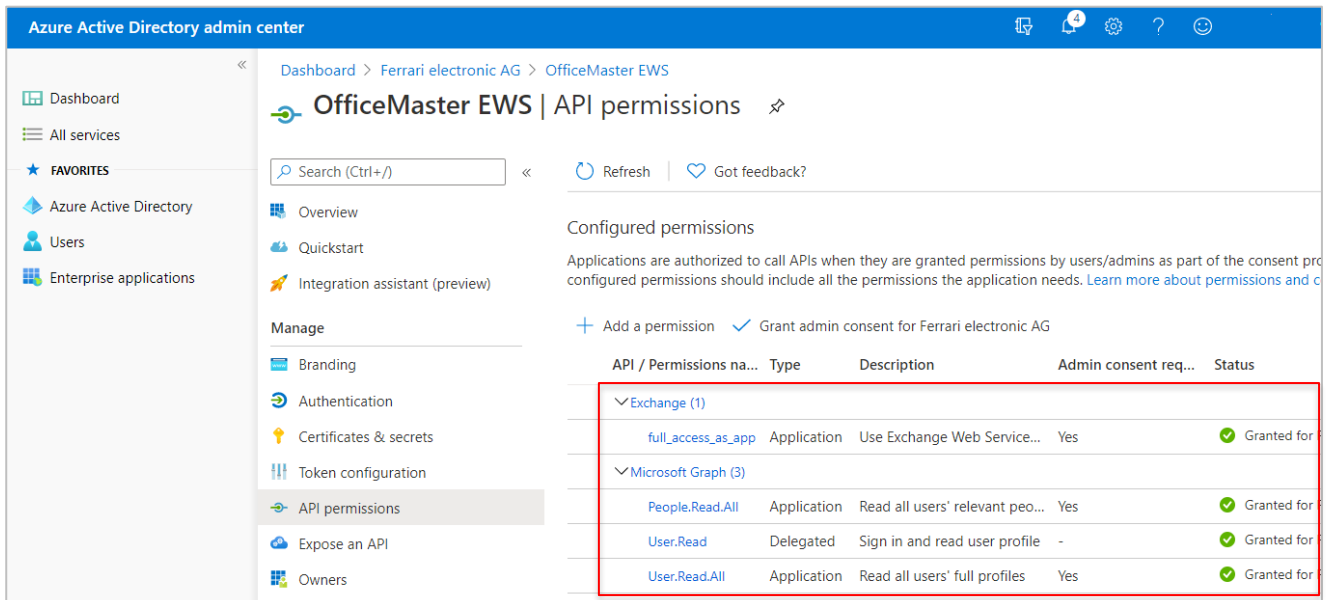 Azure Active Directory admin center
4
«
Dashboard
All services
FAVORITES
Azure Active Directory
Users
Enterprise applications
Dashboard > Ferrari electronic AG > OfficeMaster EWS
OfficeMaster EWS | API permissions
Search (Ctrl+/)
«
Overview
Quickstart
Integration assistant (preview)
Manage
Branding
Authentication
Certificates & secrets
Token configuration
API permissions
Expose an API
Owners
Refresh
Got feedback?
Configured permissions
Applications are authorized to call APIs when they are granted permissions by users/admins as part of the consent pro
configured permissions should include all the permissions the application needs. Learn more about permissions and c
Add a permission
Grant admin consent for Ferrari electronic AG
API / Permissions na... Type Description Admin consent req... Status
Exchange (1)
full_access_as_app Application Use Exchange Web Service... Yes Granted for
Microsoft Graph (3)
People.Read.All Application Read all users' relevant peo... Yes Granted for
User.Read Delegated Sign in and read user profile - Granted for
User.Read.All Application Read all users' full profiles Yes Granted for